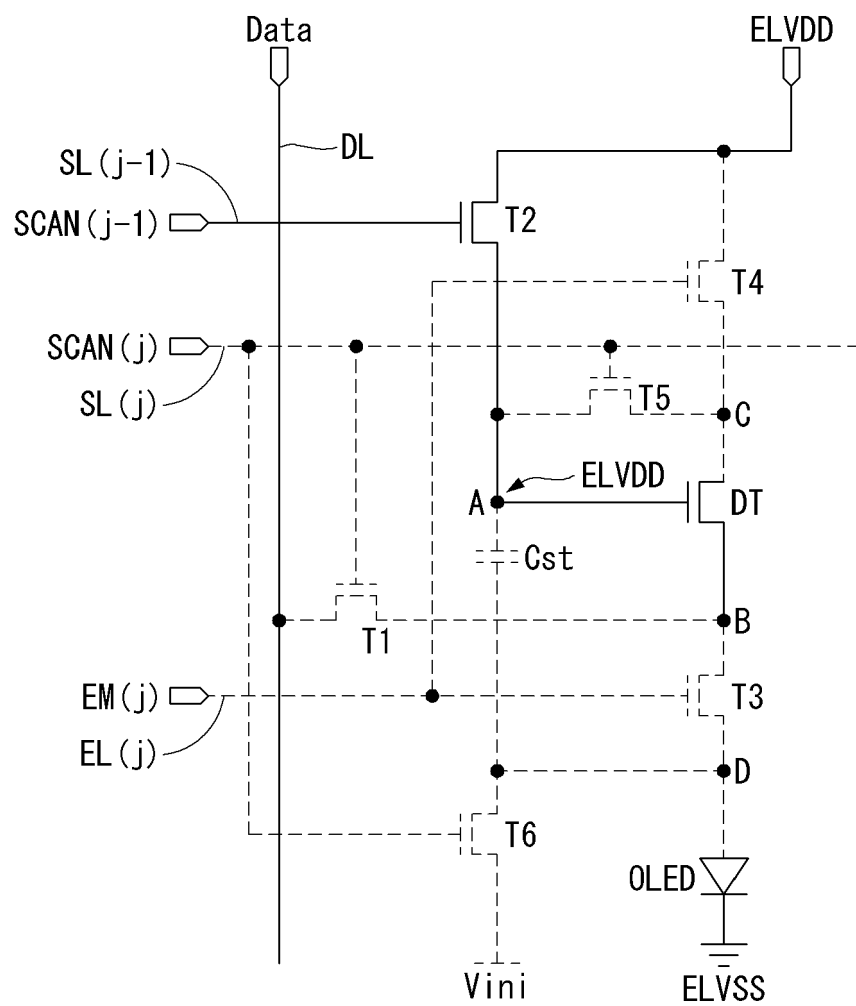 Data
ELVDD
DL
SL(j-1)
SCAN(j-1)
T2
T4
SCAN(j)
SL(j)
T5
C
ELVDD
A
DT
Cst
B
T1
EM(j)
T3
EL(j)
D
T6
OLED
Vini
ELVSS